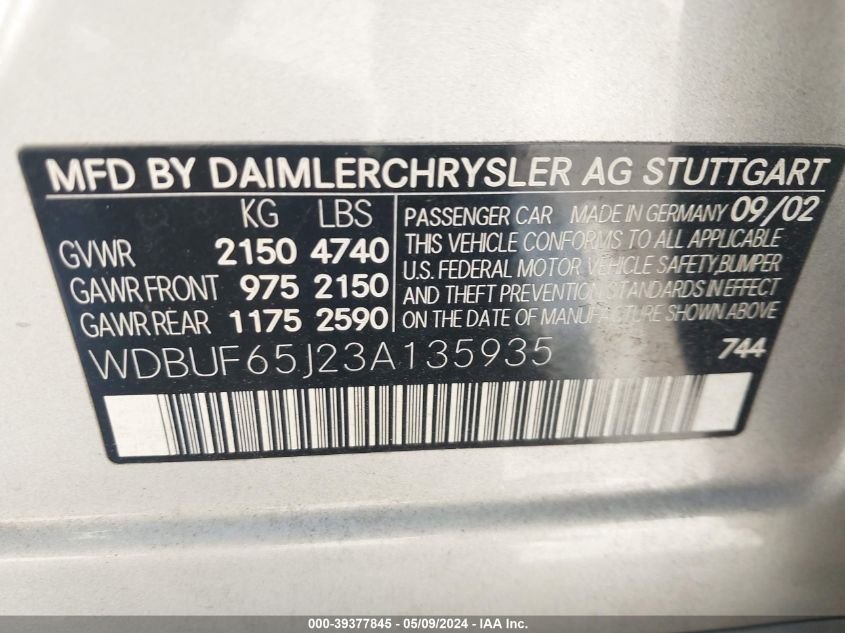 MFD BY DAIMLERCHRYSLER AG STUTTGART
KG LBS
GVWR 2150 4740
GAWR FRONT 975 2150
GAWR REAR 1175 2590
PASSENGER CAR MADE IN GERMANY 09/02
THIS VEHICLE CONFORMS TO ALL APPLICABLE
U.S. FEDERAL MOTOR VEHICLE SAFETY,BUMPER
AND THEFT PREVENTION STANDARDS IN EFFECT
ON THE DATE OF MANUFACTURE SHOWN ABOVE
WDBUF65J23A135935 744
000-39377845 - 05/09/2024 - IAA Inc.